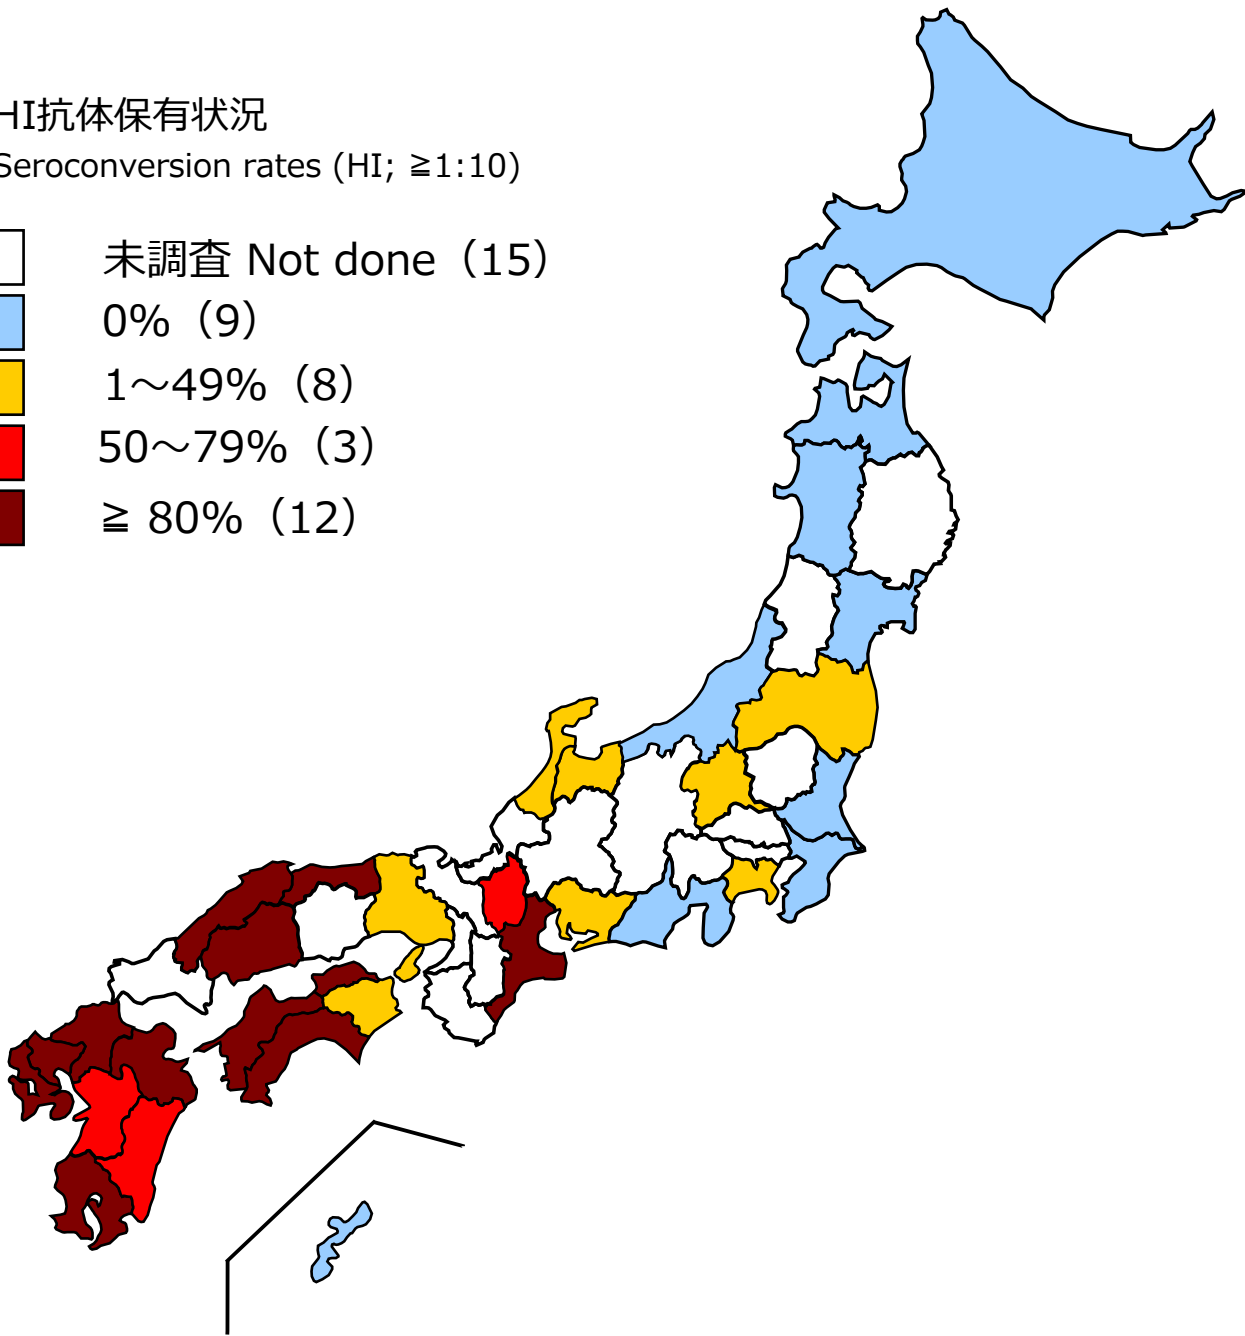 HI抗体保有状況
Seroconversion rates (HI; ≧1:10)
未調査 Not done（15）
0%（9）
1～49%（8）
50～79%（3）
≧ 80%（12）